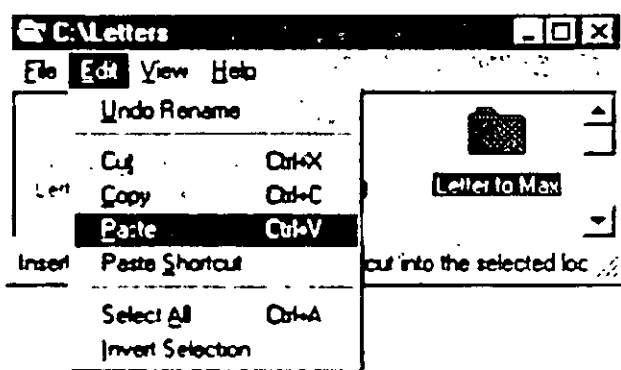 C:\Letters
File Edit View Help
Undo Rename
Cut Ctrl+X
Lett
Copy Ctrl+C
Letter to Max
Paste Ctrl+V
Insert
Paste Shortcut
cut into the selected loc
Select All Ctrl+A
Invert Selection